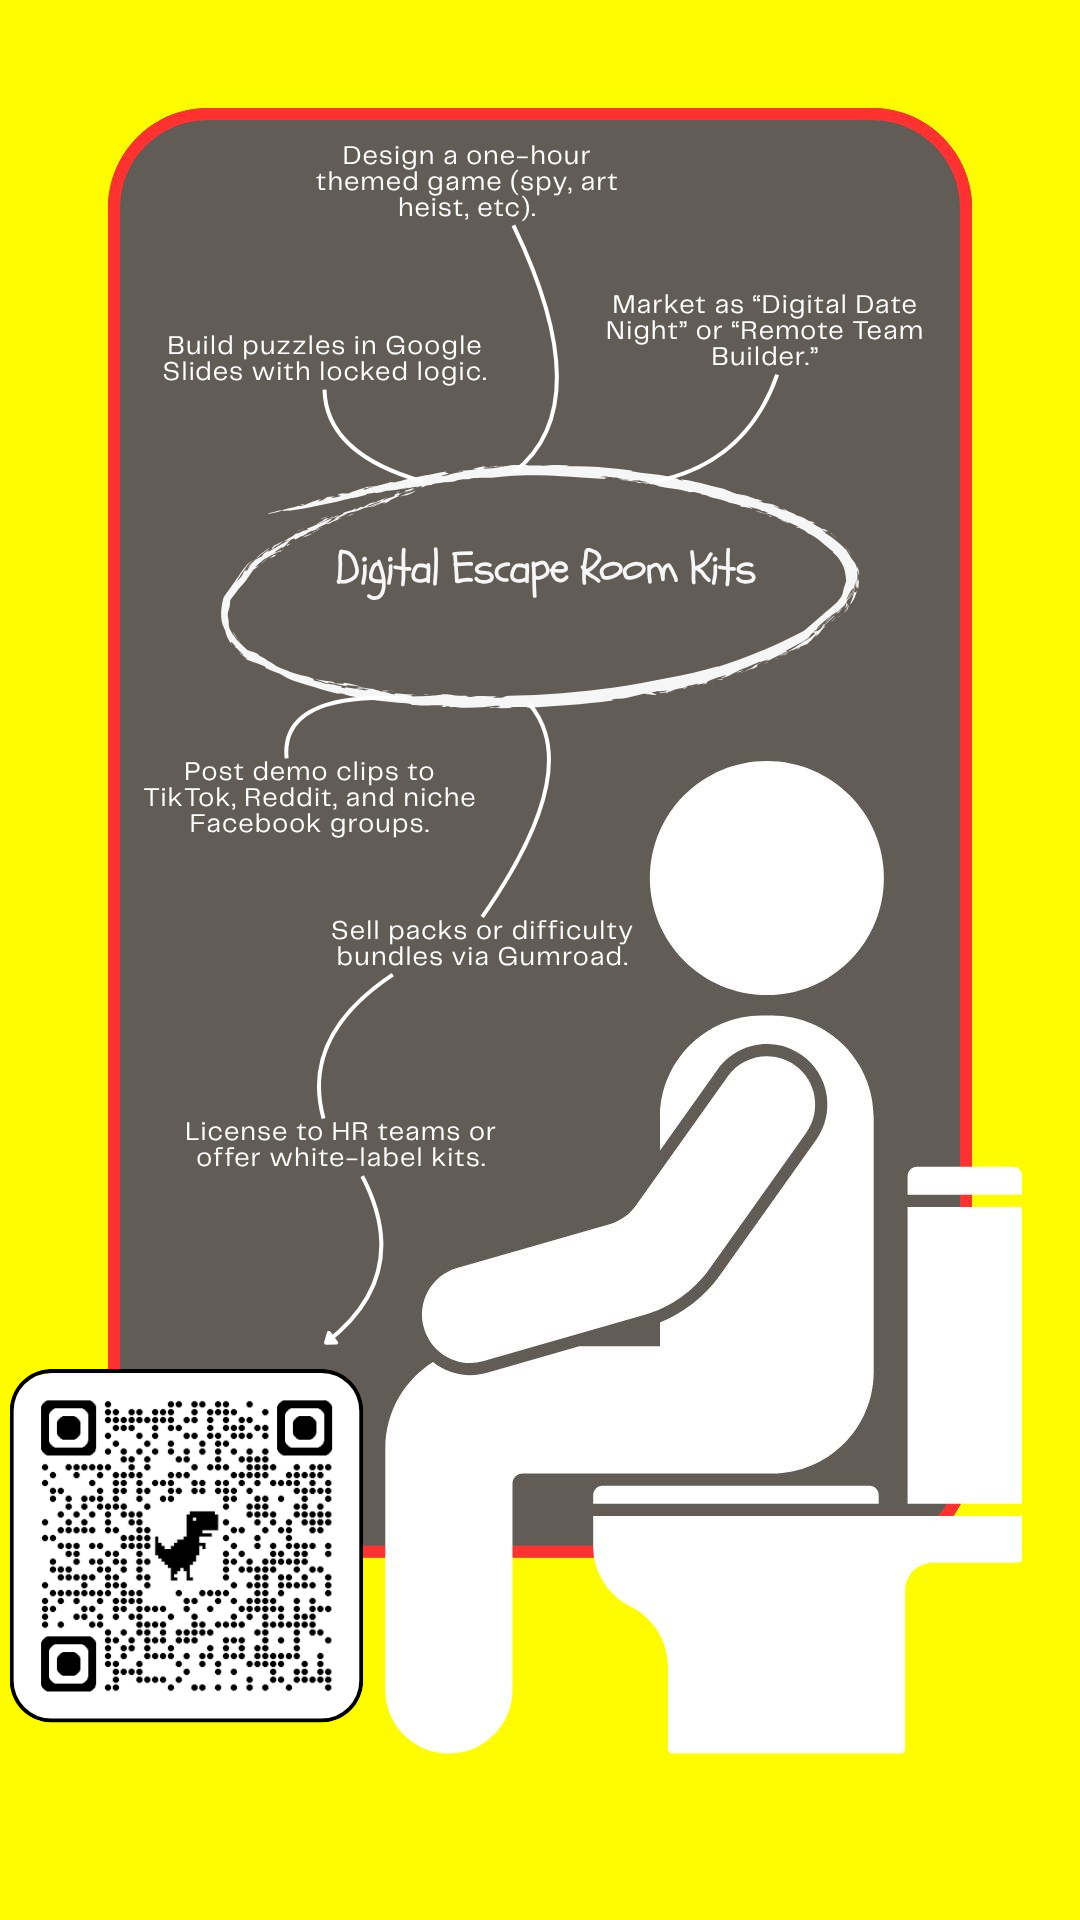 Design a one-hour
themed game (spy, art
heist, etc).
Market as “Digital Date
Night” or “Remote Team
Builder.”
Build puzzles in Google
Slides with locked logic.
Digital Escape Room Kits
Post demo clips to
TikTok, Reddit, and niche
Facebook groups.
Sell packs or difficulty
bundles via Gumroad.
License to HR teams or
offer white-label kits.